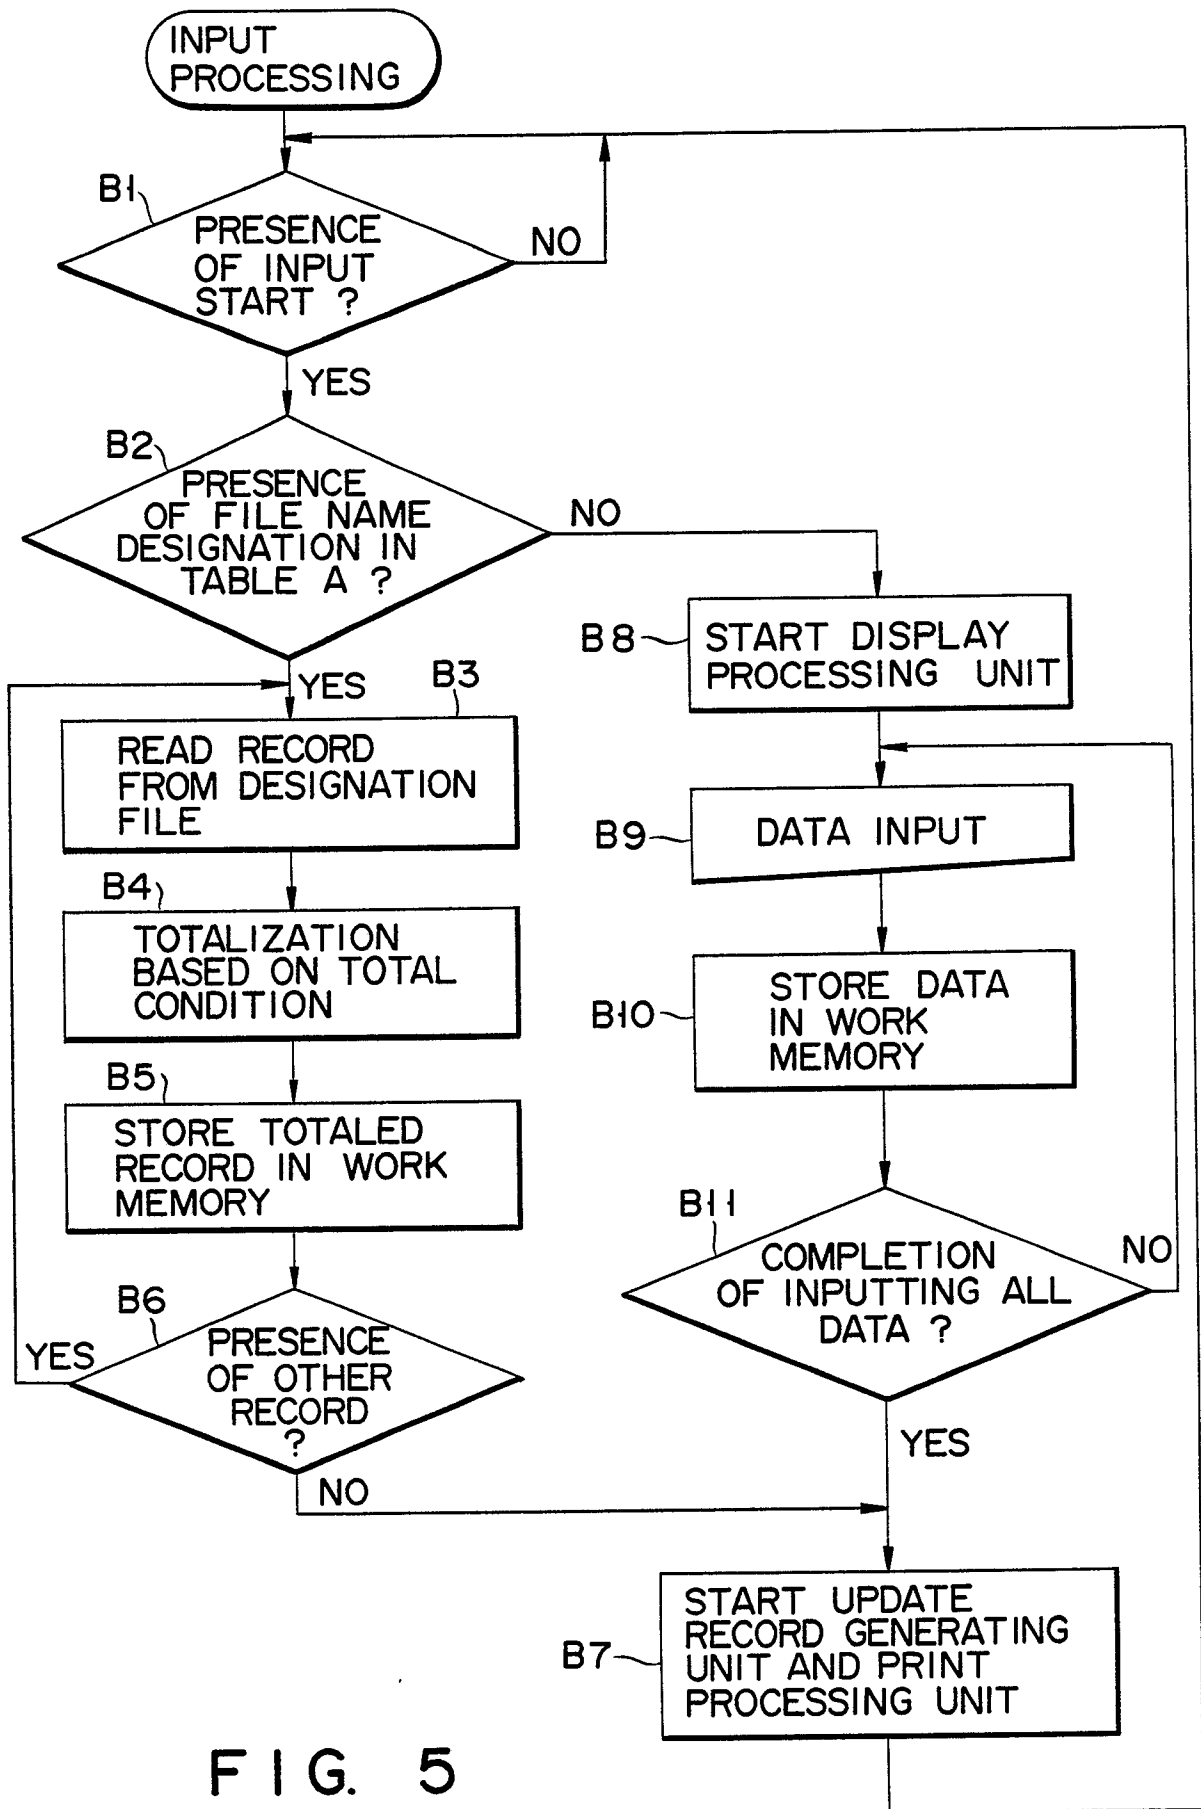 INPUT
PROCESSING
B1
PRESENCE
OF INPUT
START ?
NO
YES
B2
PRESENCE
OF FILE NAME
DESIGNATION IN
TABLE A ?
NO
YES
B3
READ RECORD
FROM DESIGNATION
FILE
B4
TOTALIZATION
BASED ON TOTAL
CONDITION
B5
STORE TOTALED
RECORD IN WORK
MEMORY
B6
PRESENCE
OF OTHER
RECORD
?
YES
NO
B8
START DISPLAY
PROCESSING UNIT
B9
DATA INPUT
B10
STORE DATA
IN WORK
MEMORY
B11
COMPLETION
OF INPUTTING ALL
DATA ?
NO
YES
B7
START UPDATE
RECORD GENERATING
UNIT AND PRINT
PROCESSING UNIT
FIG. 5